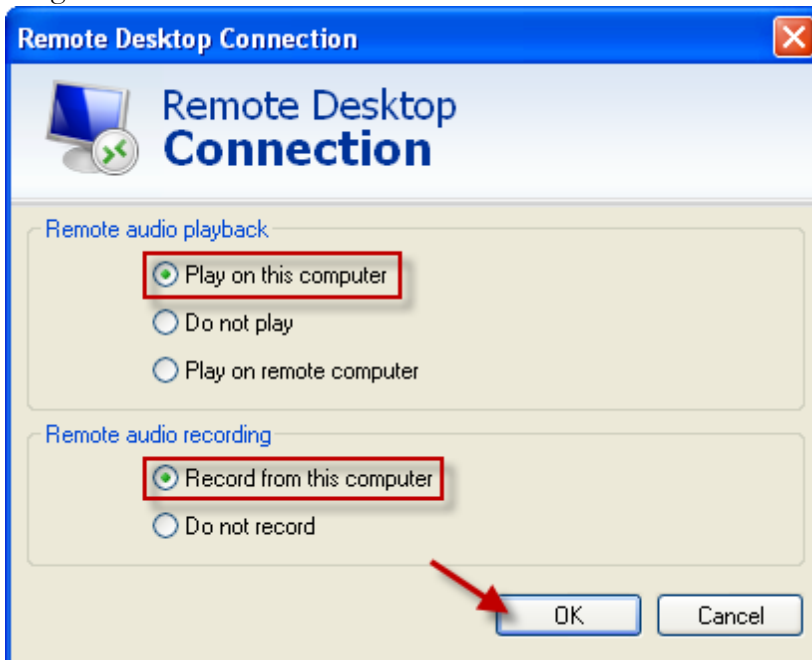 Remote Desktop Connection
Remote Desktop
Connection
Remote audio playback
Play on this computer
Do not play
Play on remote computer
Remote audio recording
Record from this computer
Do not record
OK
Cancel